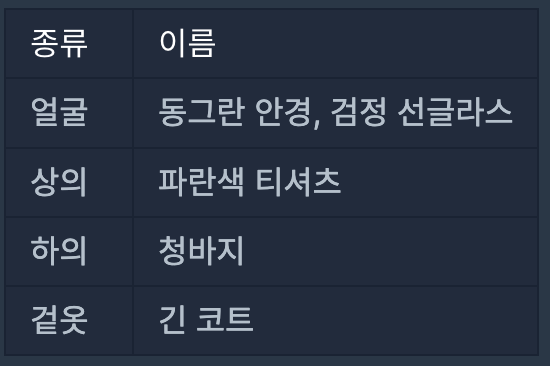 종류 이름
얼굴 동그란 안경, 검정 선글라스
상의 파란색 티셔츠
하의 청바지
겉옷 긴 코트